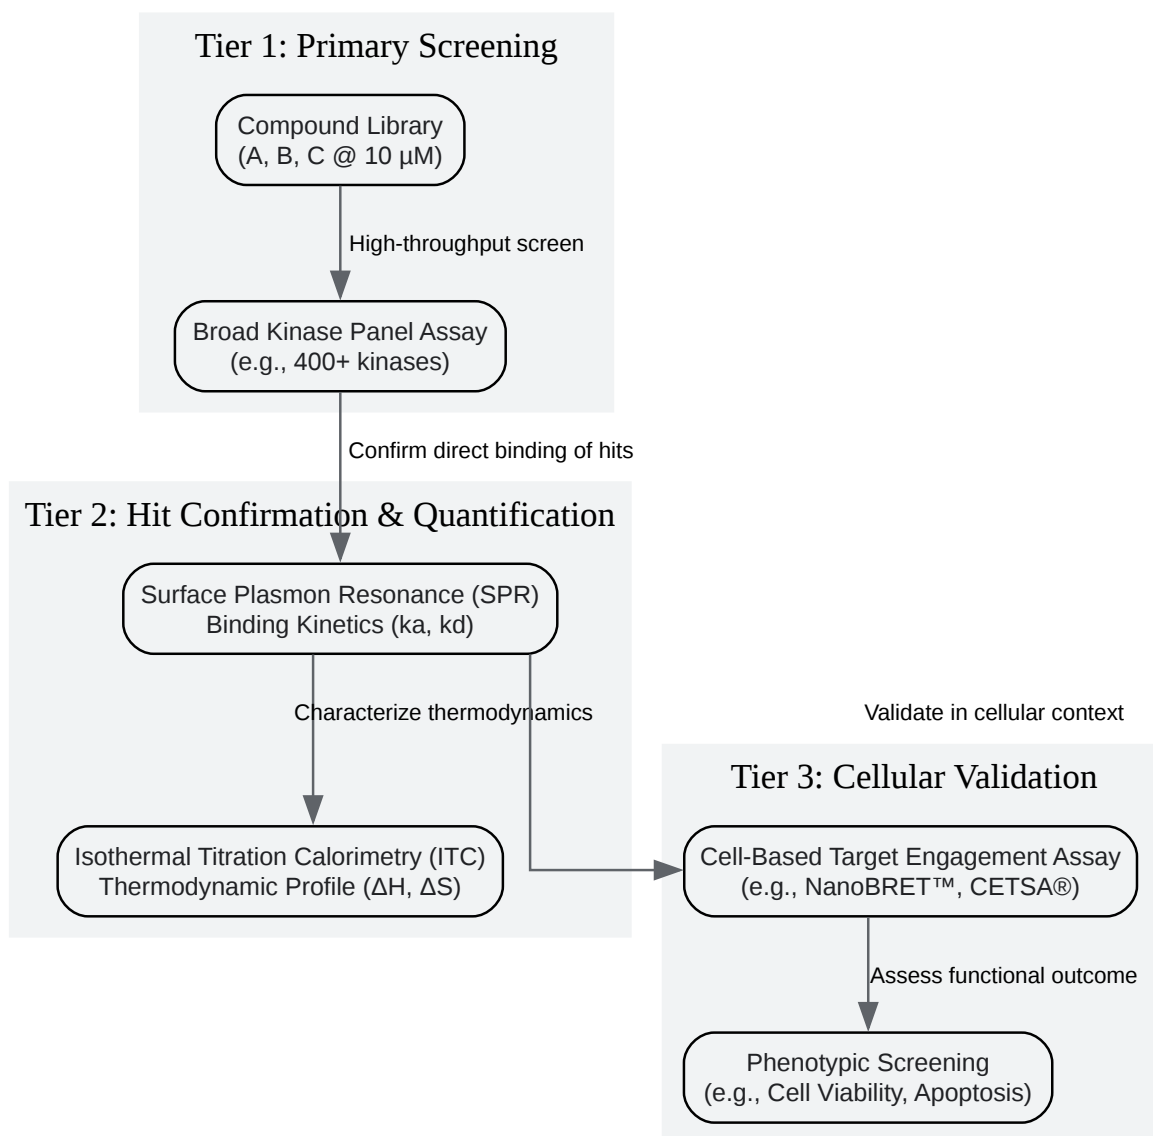 Tier 1: Primary Screening
Compound Library
(A, B, C @ 10 µM)
High-throughput screen
Broad Kinase Panel Assay
(e.g., 400+ kinases)
Confirm direct binding of hits
Tier 2: Hit Confirmation & Quantification
Surface Plasmon Resonance (SPR)
Binding Kinetics (ka, kd)
Characterize thermodynamics
Isothermal Titration Calorimetry (ITC)
Thermodynamic Profile (ΔH, ΔS)
Validate in cellular context
Tier 3: Cellular Validation
Cell-Based Target Engagement Assay
(e.g., NanoBRET™, CETSA®)
Assess functional outcome
Phenotypic Screening
(e.g., Cell Viability, Apoptosis)